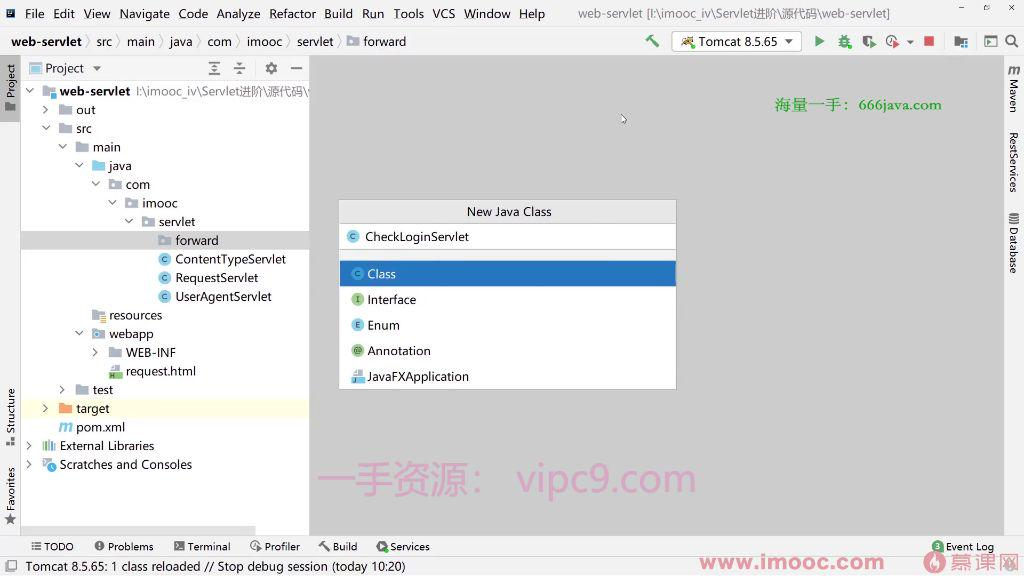 File Edit View Navigate Code Analyze Refactor Build Run Tools VCS Window Help web-servlet [I:\imooc_iv\Servlet进阶\源代码\web-servlet]
web-servlet src main java com imooc servlet forward Tomcat 8.5.65
Project
Project
web-servlet I:\imooc_iv\Servlet进阶\源代码\
out
src
main
java
com
imooc
servlet
forward
ContentTypeServlet
RequestServlet
UserAgentServlet
resources
webapp
WEB-INF
request.html
test
target
pom.xml
External Libraries
Scratches and Consoles
Structure
Favorites
海量一手：666java.com
New Java Class
CheckLoginServlet
Class
Interface
Enum
Annotation
JavaFXApplication
一手资源： vipc9.com
Maven
RestServices
Database
TODO Problems Terminal Profiler Build Services Event Log
Tomcat 8.5.65: 1 class reloaded // Stop debug session (today 10:20)
www.imooc.com 慕课网